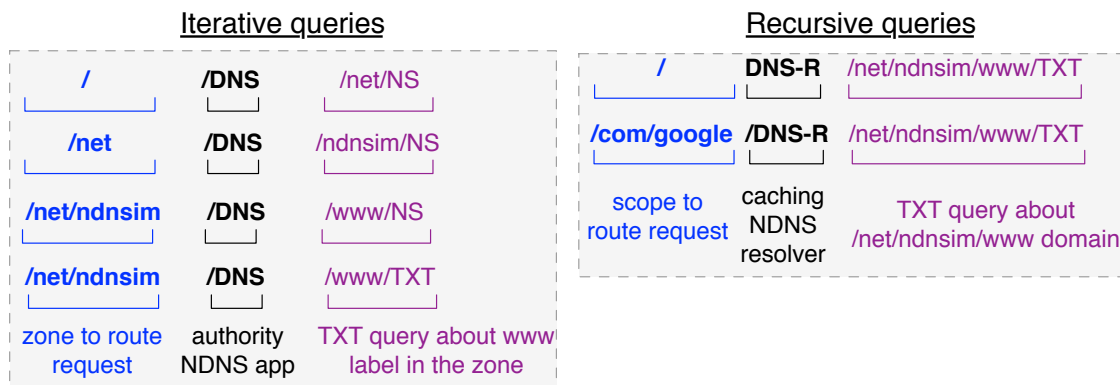 Iterative queries
/ /DNS /net/NS
/net /DNS /ndnsim/NS
/net/ndnsim /DNS /www/NS
/net/ndnsim /DNS /www/TXT
zone to route
request
authority
NDNS app
TXT query about www
label in the zone
Recursive queries
/ DNS-R /net/ndnsim/www/TXT
/com/google /DNS-R /net/ndnsim/www/TXT
scope to
route request
caching
NDNS
resolver
TXT query about
/net/ndnsim/www domain